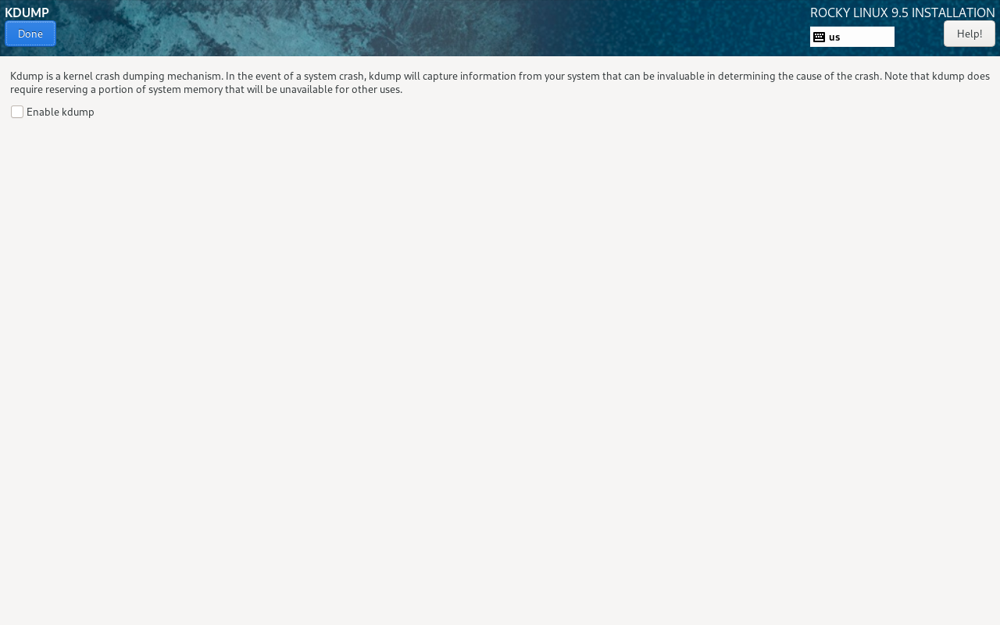 KDUMP
ROCKY LINUX 9.5 INSTALLATION
Done
us
Help!
Kdump is a kernel crash dumping mechanism. In the event of a system crash, kdump will capture information from your system that can be invaluable in determining the cause of the crash. Note that kdump does
require reserving a portion of system memory that will be unavailable for other uses.
Enable kdump